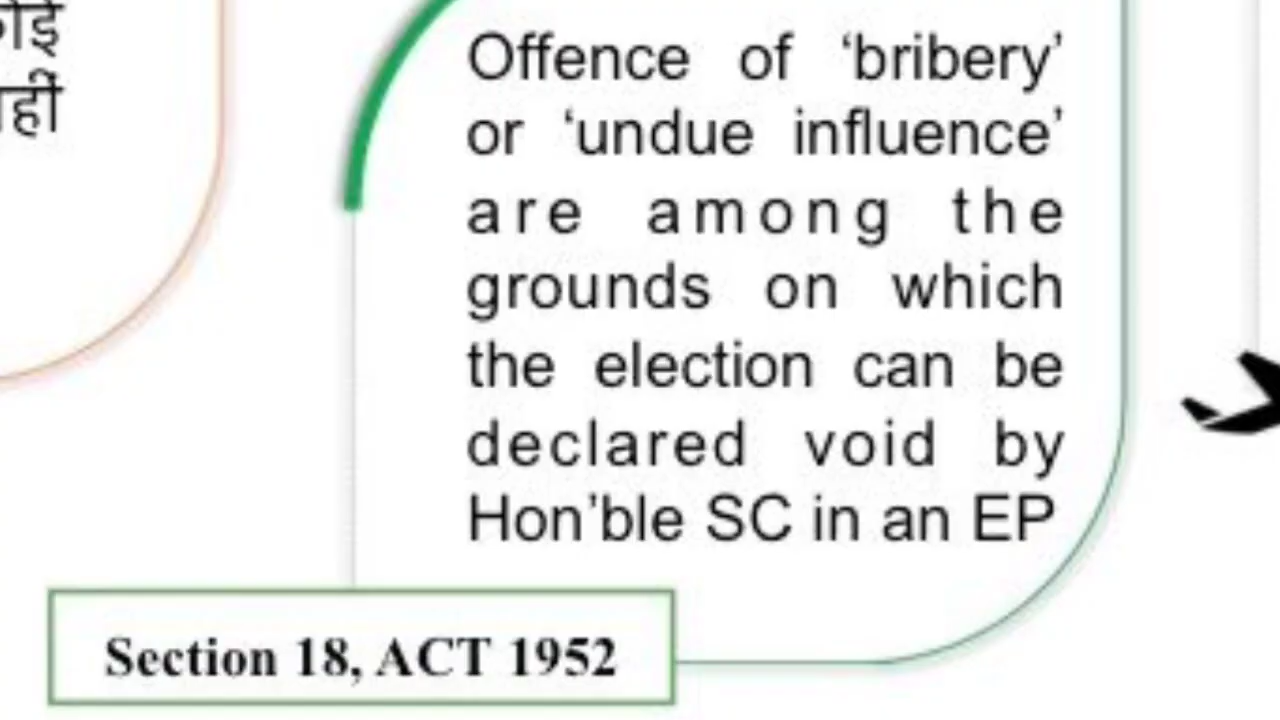 Offence of ‘bribery’
or ‘undue influence’
are among the
grounds on which
the election can be
declared void by
Hon’ble SC in an EP
Section 18, ACT 1952